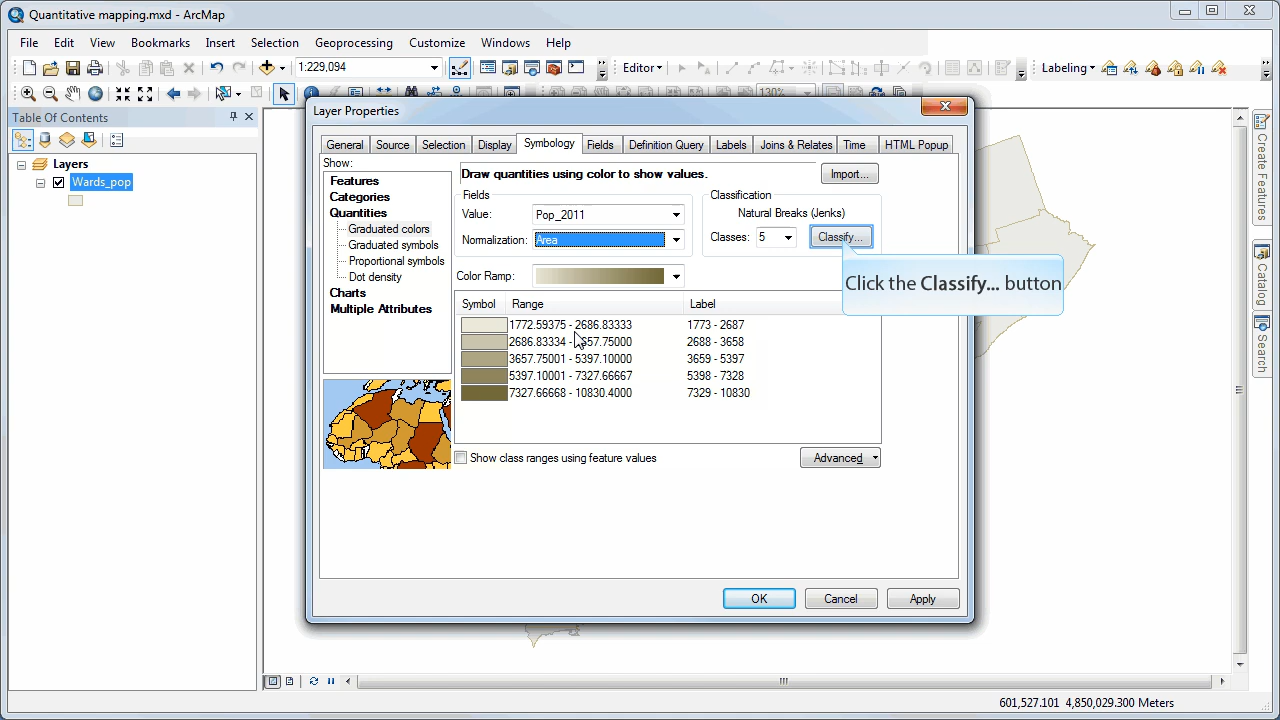 Quantitative mapping.mxd - ArcMap
File Edit View Bookmarks Insert Selection Geoprocessing Customize Windows Help
1:229,094 Editor Labeling
130%
Table Of Contents
Layers
Wards_pop
Layer Properties
General Source Selection Display Symbology Fields Definition Query Labels Joins & Relates Time HTML Popup
Show:
Features
Categories
Quantities
Graduated colors
Graduated symbols
Proportional symbols
Dot density
Charts
Multiple Attributes
Draw quantities using color to show values.
Import...
Fields
Value: Pop_2011
Normalization: Area
Classification
Natural Breaks (Jenks)
Classes: 5 Classify...
Click the Classify... button
Color Ramp:
Symbol Range Label
1772.59375 - 2686.83333 1773 - 2687
2686.83334 - 57.75000 2688 - 3658
3657.75001 - 5397.10000 3659 - 5397
5397.10001 - 7327.66667 5398 - 7328
7327.66668 - 10830.4000 7329 - 10830
Show class ranges using feature values
Advanced
OK Cancel Apply
Create Features
Catalog
Search
601,527.101 4,850,029.300 Meters